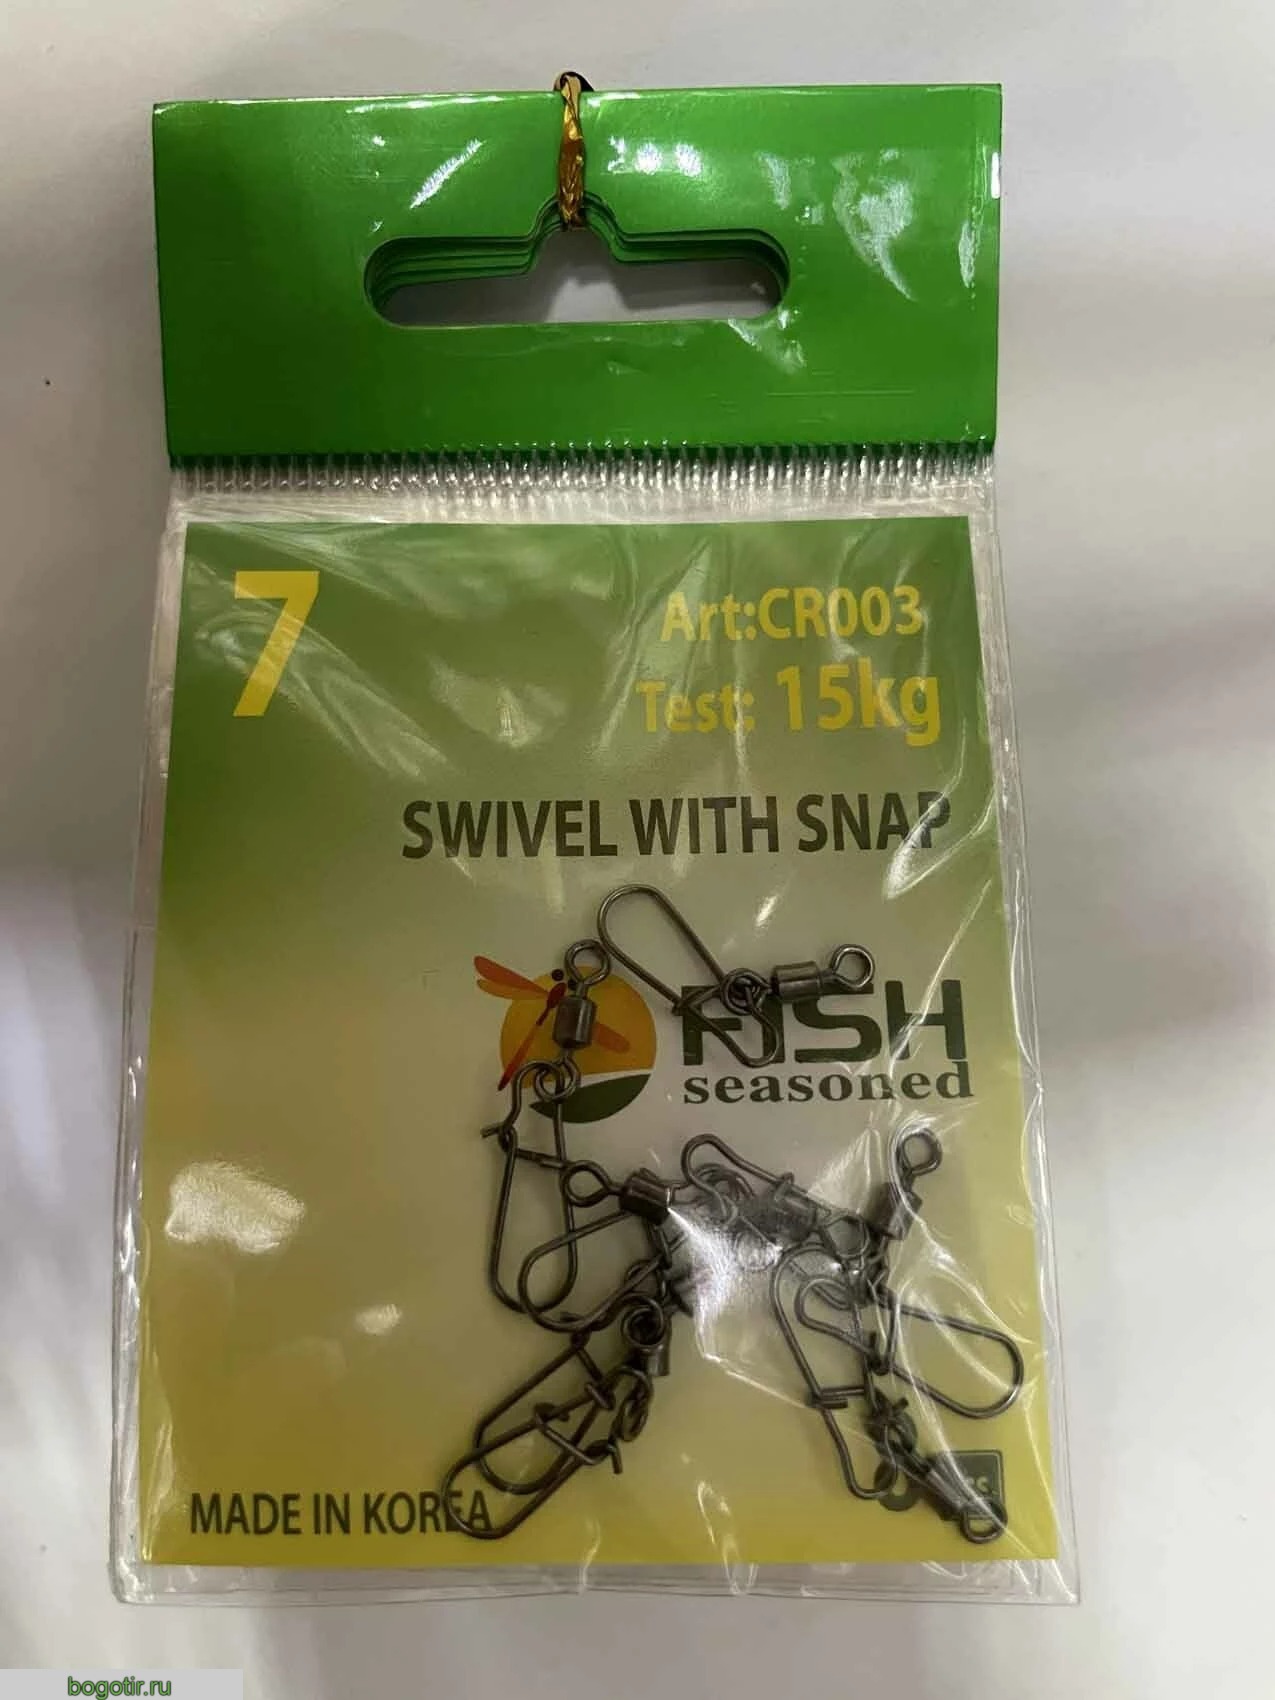 7
Art:CR003
Test: 15kg
SWIVEL WITH SNAP
FISH
seasoned
MADE IN KOREA
bogotir.ru